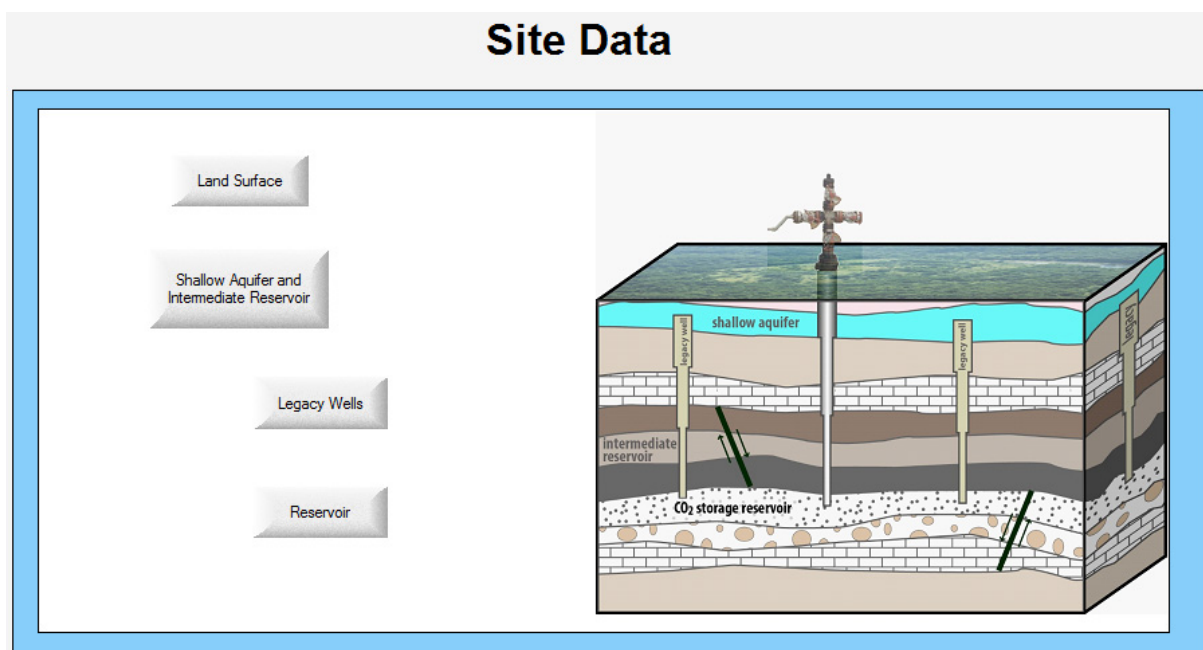 Site Data
Land Surface
Shallow Aquifer and
Intermediate Reservoir
Legacy Wells
Reservoir
shallow aquifer
legacy well
legacy well
legacy
intermediate
reservoir
CO₂ storage reservoir